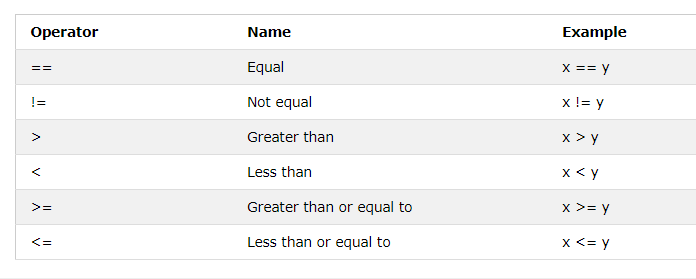 Operator Name Example
== Equal x == y
!= Not equal x != y
> Greater than x > y
< Less than x < y
>= Greater than or equal to x >= y
<= Less than or equal to x <= y